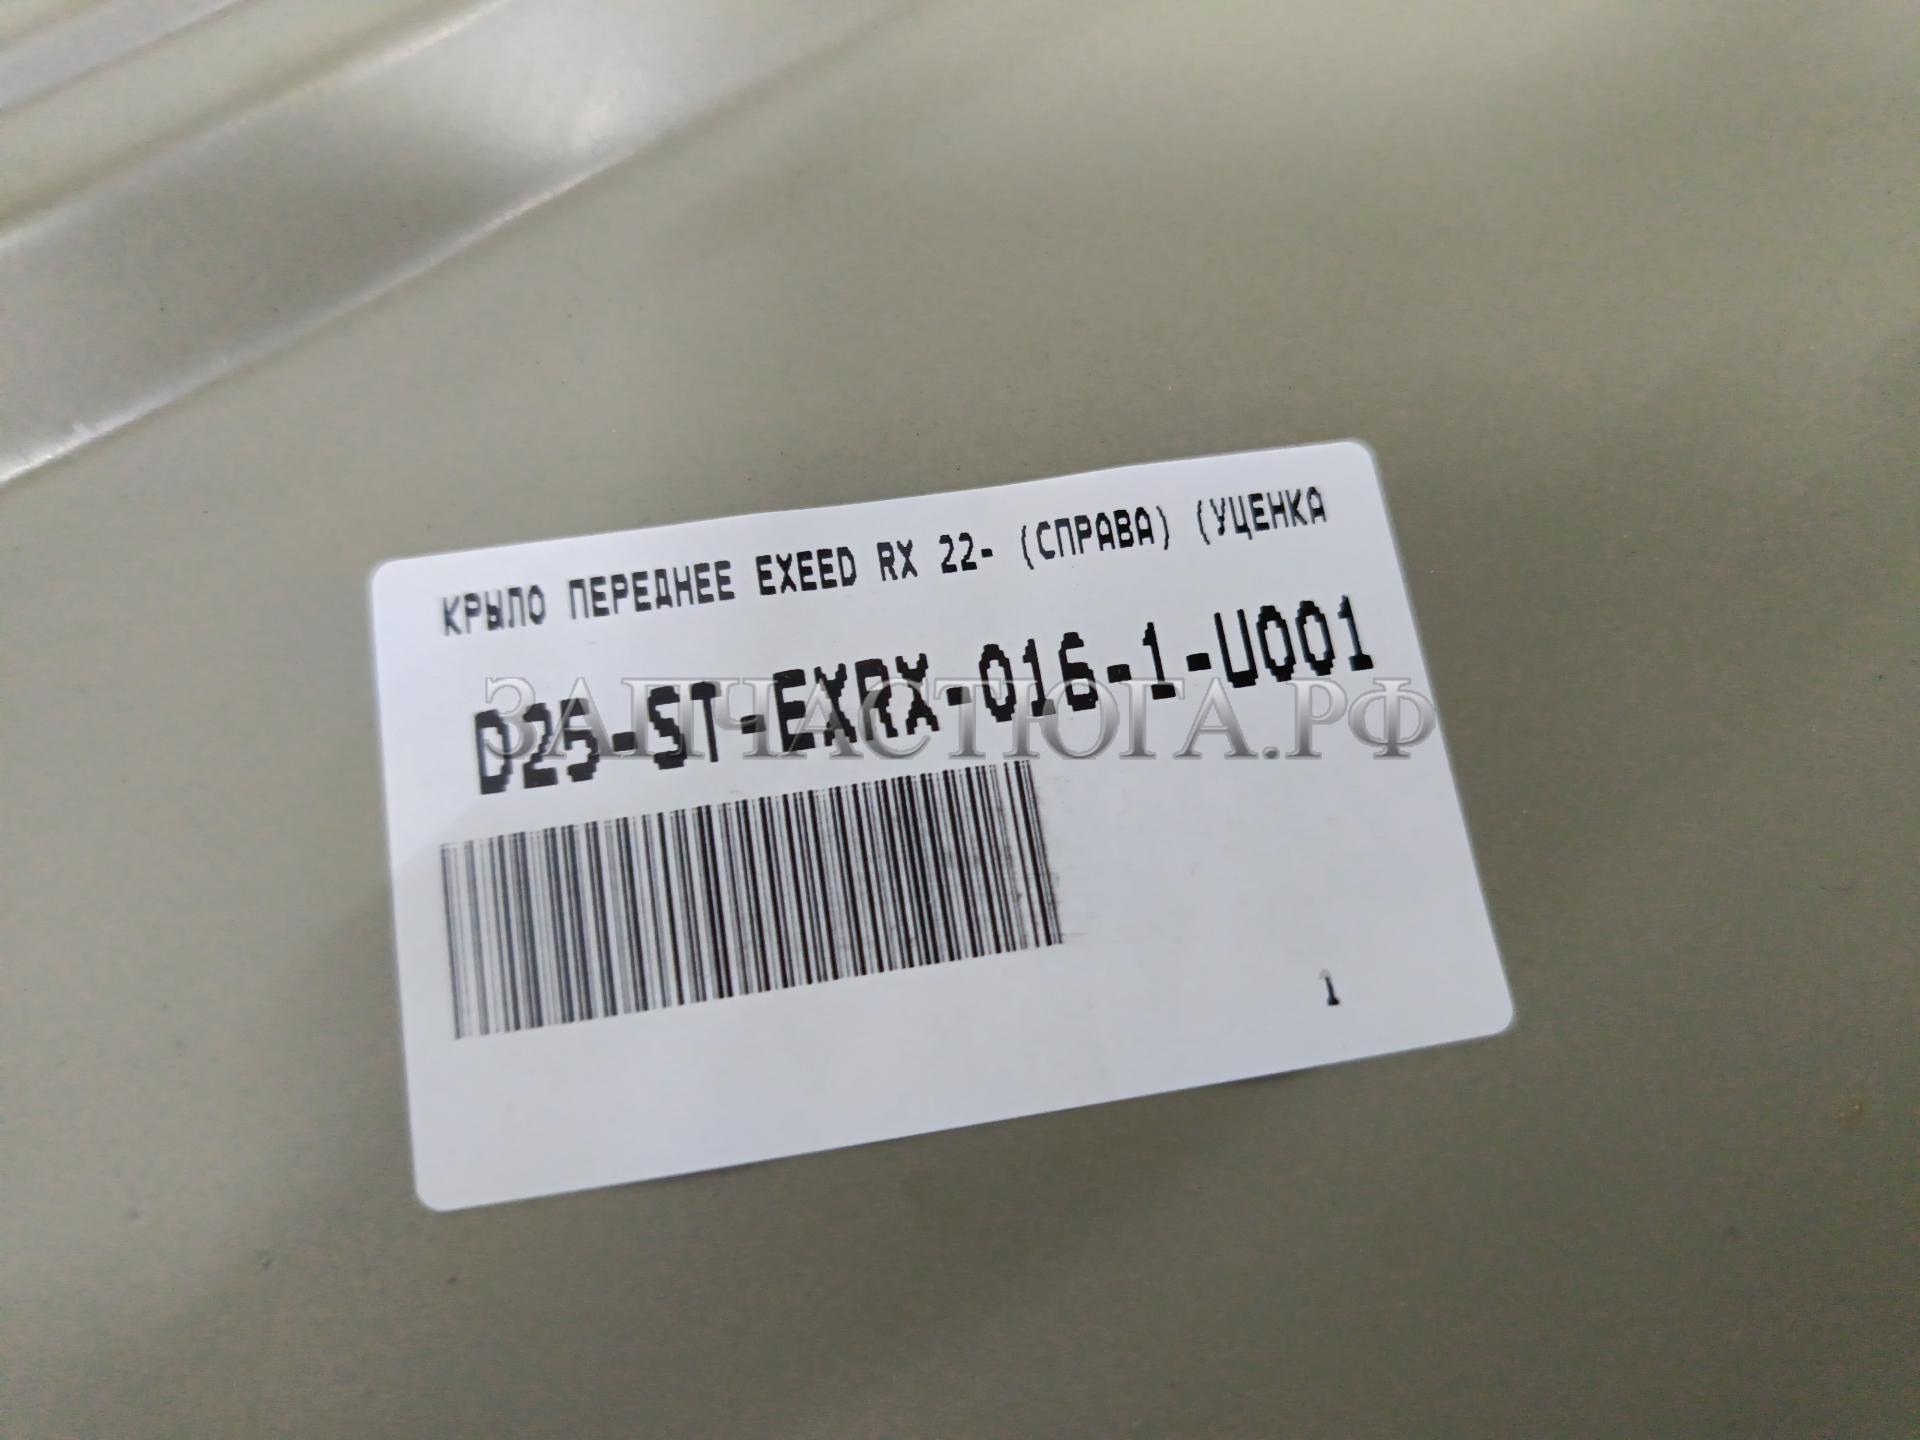 КРЫЛО ПЕРЕДНЕЕ EXEED RX 22- (СПРАВА) (УЦЕНКА
D25-ST-EXRX-016-1-U001
ЗАПЧАСТЮГА.РФ
1